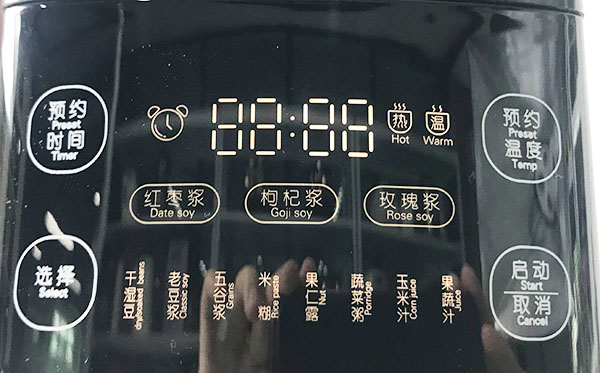 预约
Preset
时间
Timer
88:88
热
Hot
温
Warm
预约
Preset
温度
Temp
红枣浆
Date soy
枸杞浆
Goji soy
玫瑰浆
Rose soy
选择
Select
干湿豆
老豆浆
Classic soy
五谷浆
Grains
米糊
Rice paste
果仁露
Nut
蔬菜粥
Porridge
玉米汁
Corn juice
果蔬汁
Juice
启动
Start
取消
Cancel